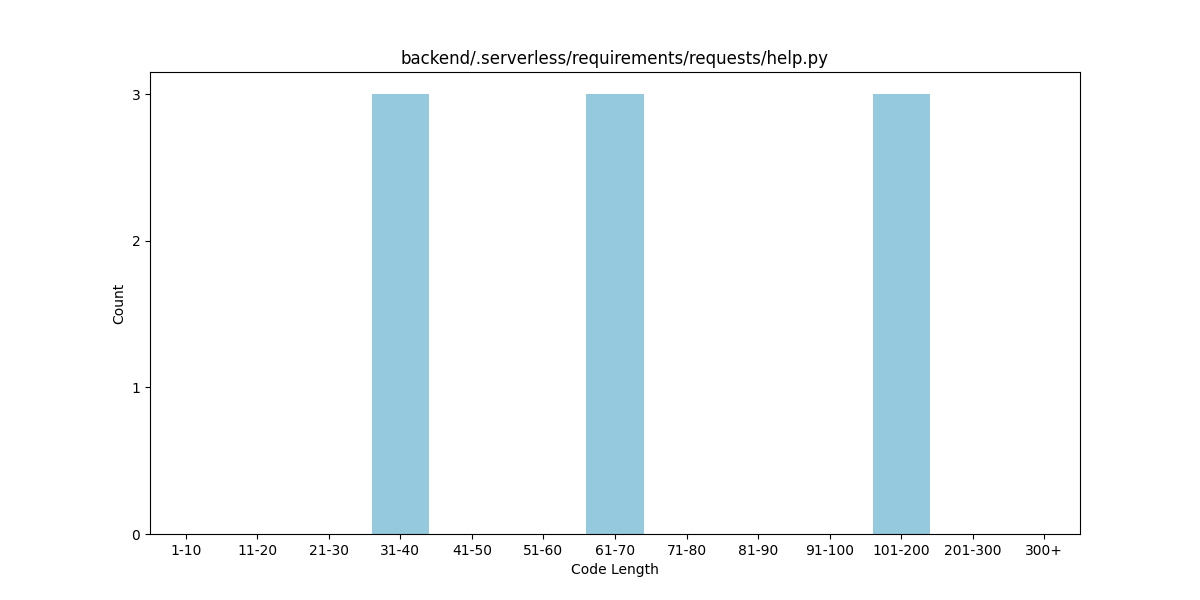 backend/.serverless/requirements/requests/help.py
3
2
1
0
Count
1-10 11-20 21-30 31-40 41-50 51-60 61-70 71-80 81-90 91-100 101-200 201-300 300+
Code Length